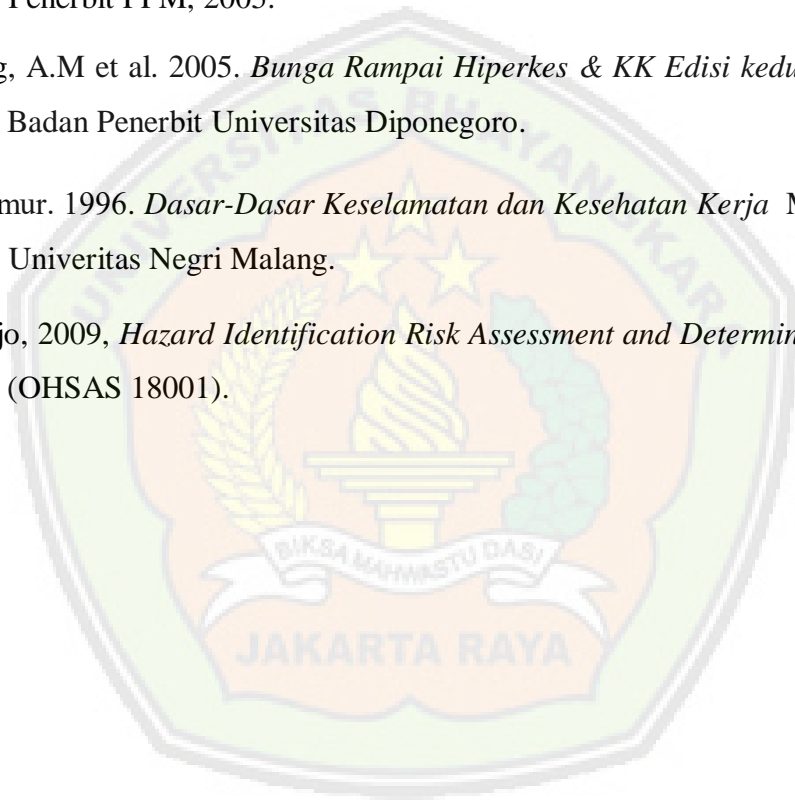 Penerbit
g, A.M et al. 2005. Bunga Rampai Hiperkes & KK Edisi kedu
Badan Penerbit Universitas Diponegoro.
mur. 1996. Dasar-Dasar Keselamatan dan Kesehatan Kerja M
Univeritas Negri Malang.
jo, 2009, Hazard Identification Risk Assessment and Determin
(OHSAS 18001).
UNIVERSITAS BHAYANGKARA
BIKSA MAHWASTU DASI
JAKARTA RAYA